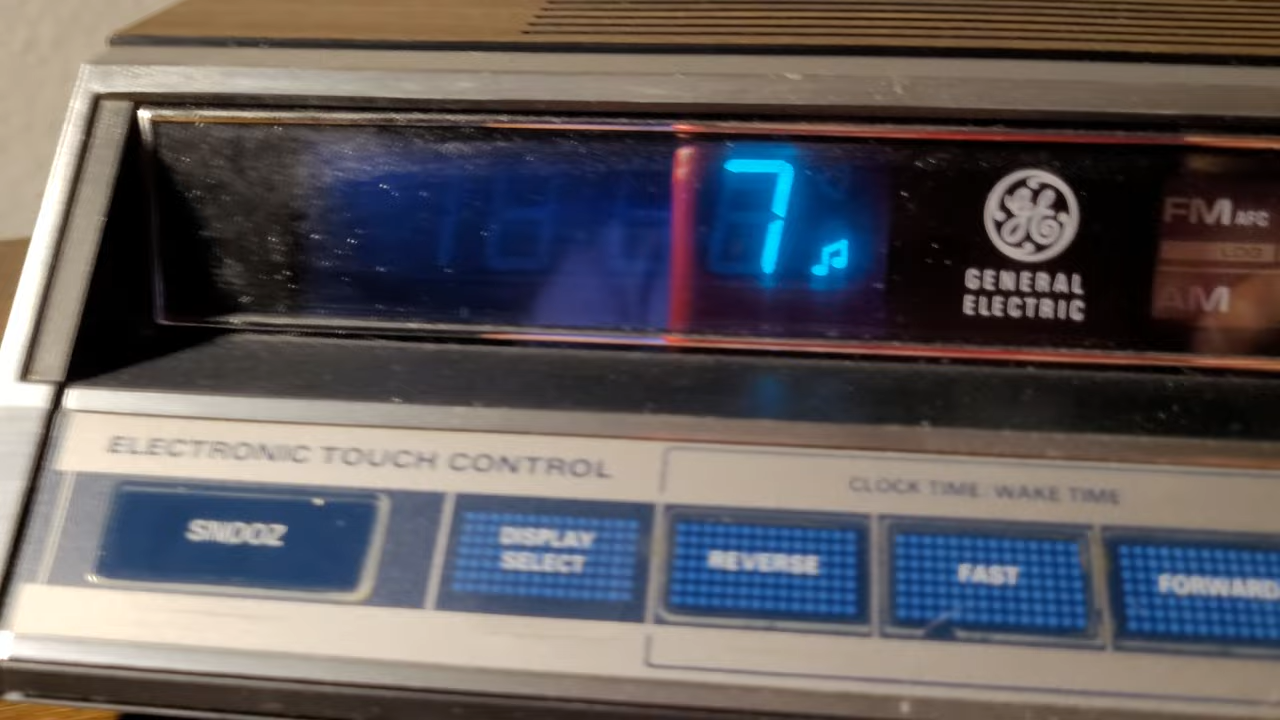 7
GENERAL
ELECTRIC
FM AFC
AM
ELECTRONIC TOUCH CONTROL
CLOCK TIME/WAKE TIME
SNOOZ
DISPLAY
SELECT
REVERSE
FAST
FORWARD